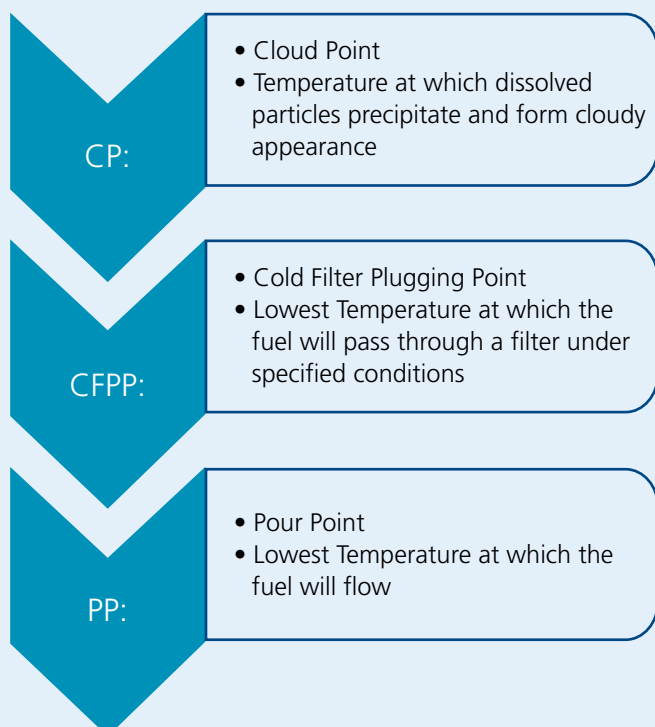 CP:
• Cloud Point
• Temperature at which dissolved
particles precipitate and form cloudy
appearance
CFPP:
• Cold Filter Plugging Point
• Lowest Temperature at which the
fuel will pass through a filter under
specified conditions
PP:
• Pour Point
• Lowest Temperature at which the
fuel will flow